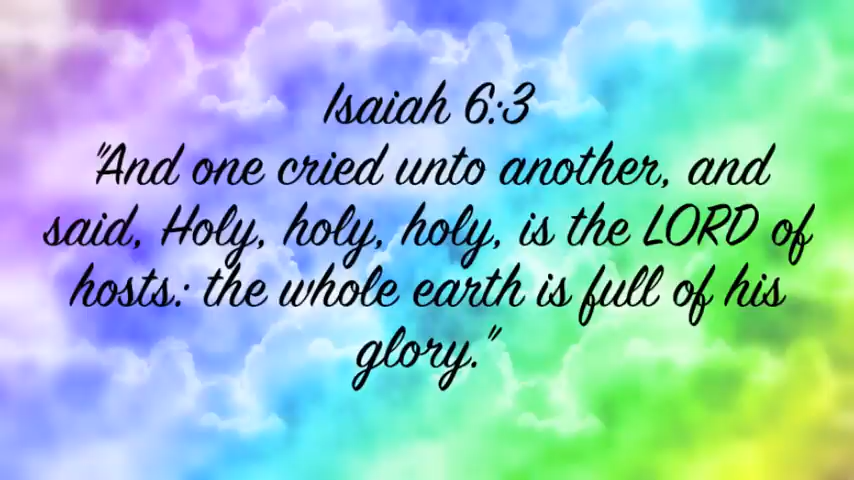 Isaiah 6:3
"And one cried unto another, and
said, Holy, holy, holy, is the LORD of
hosts: the whole earth is full of his
glory."